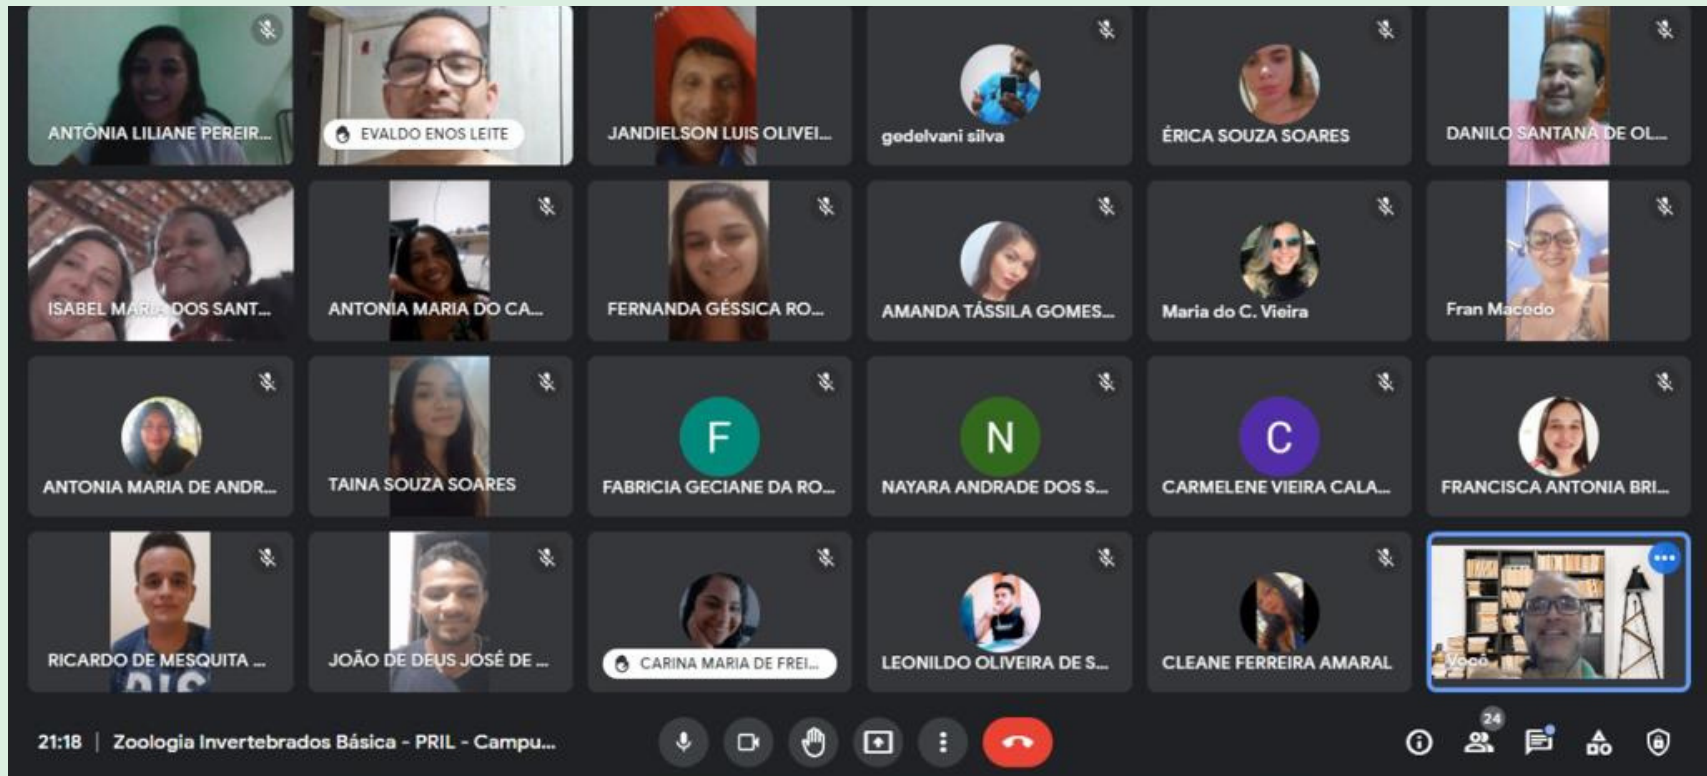 ANTÔNIA LILIANE PEREIR...
EVALDO ENOS LEITE
JANDIELSON LUIS OLIVEI...
gedelvani silva
ÉRICA SOUZA SOARES
DANILO SANTANA DE OL...
ISABEL MARIA DOS SANT...
ANTONIA MARIA DO CA...
FERNANDA GÉSSICA RO...
AMANDA TÁSSILA GOMES...
Maria do C. Vieira
Fran Macedo
ANTONIA MARIA DE ANDR...
TAINA SOUZA SOARES
F
FABRICIA GECIANE DA RO...
N
NAYARA ANDRADE DOS S...
C
CARMELENE VIEIRA CALA...
FRANCISCA ANTONIA BRI...
RICARDO DE MESQUITA ...
JOÃO DE DEUS JOSÉ DE ...
CARINA MARIA DE FREI...
LEONILDO OLIVEIRA DE S...
CLEANE FERREIRA AMARAL
Você
21:18 | Zoologia Invertebrados Básica - PRIL - Campu...
24